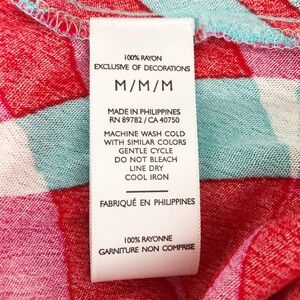 100% RAYON
EXCLUSIVE OF DECORATIONS
M/M/M
MADE IN PHILIPPINES
RN 89782 / CA 40750
MACHINE WASH COLD
WITH SIMILAR COLORS
GENTLE CYCLE
DO NOT BLEACH
LINE DRY
COOL IRON
FABRIQUÉ EN PHILIPPINES
100% RAYONNE
GARNITURE NON COMPRISE